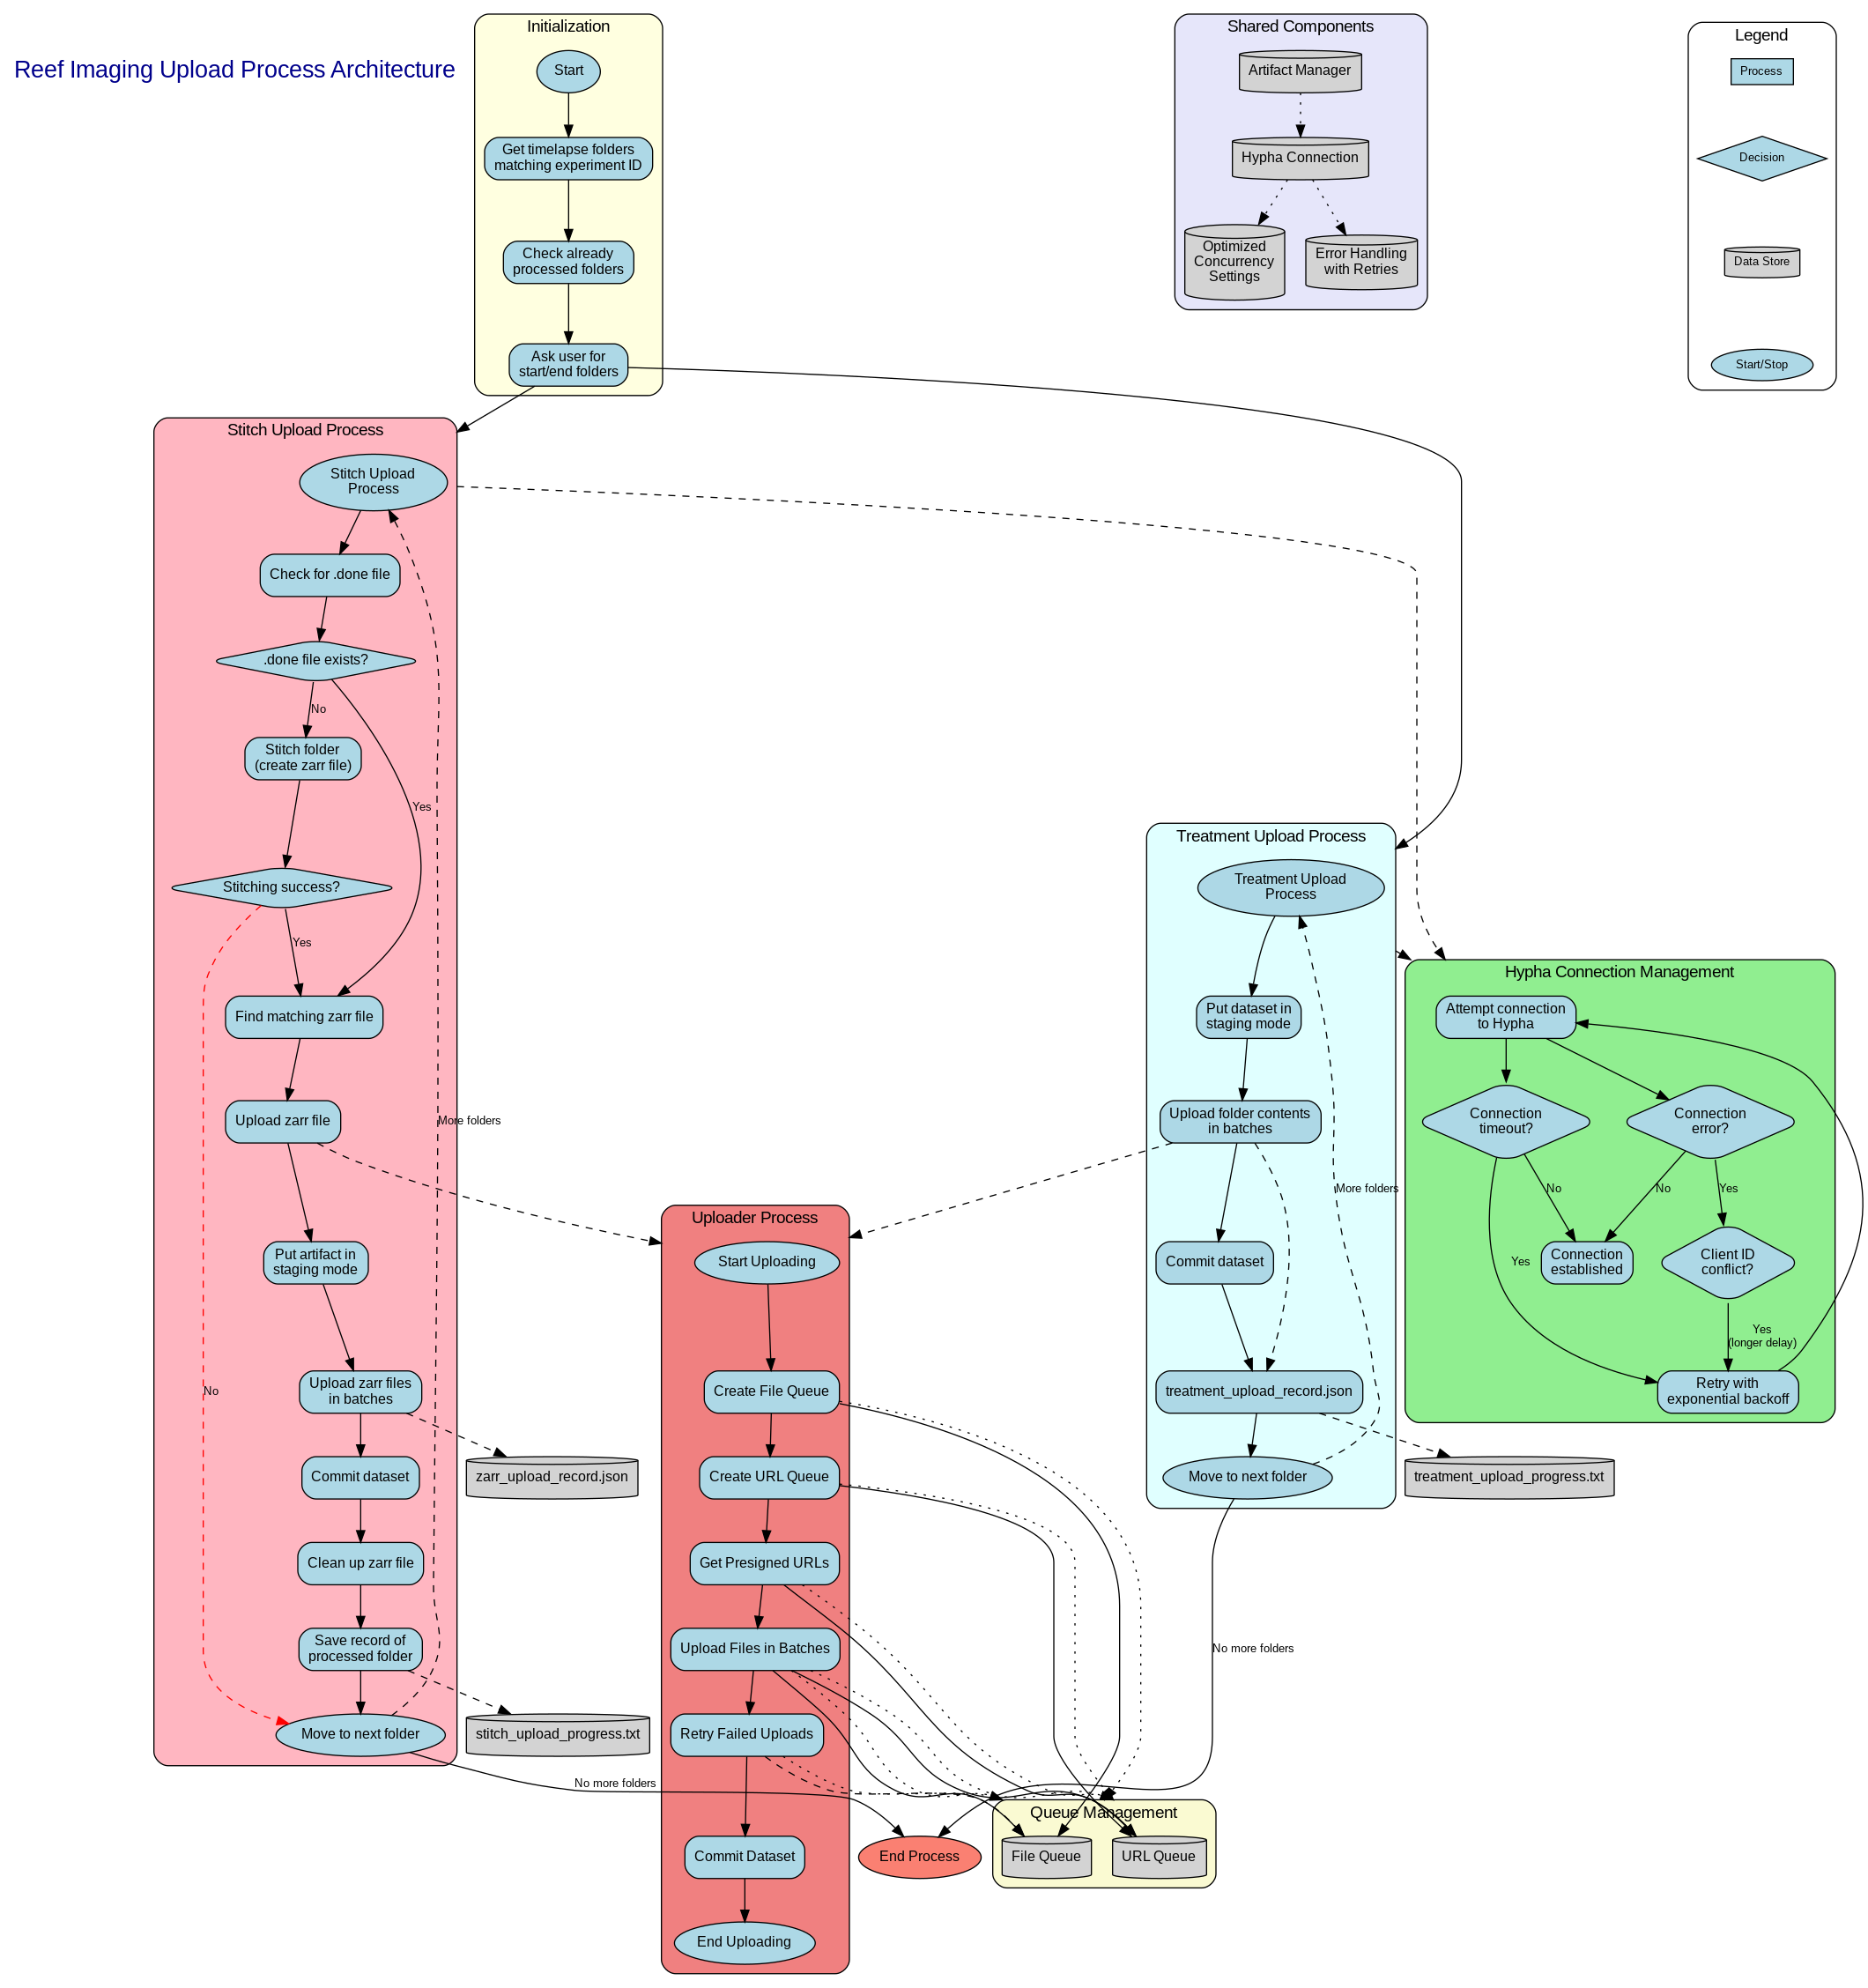 Reef Imaging Upload Process Architecture
Initialization
Start
Get timelapse folders
matching experiment ID
Check already
processed folders
Ask user for
start/end folders
Shared Components
Artifact Manager
Hypha Connection
Optimized
Concurrency
Settings
Error Handling
with Retries
Legend
Process
Decision
Data Store
Start/Stop
Stitch Upload Process
Stitch Upload
Process
Check for .done file
.done file exists?
No
Yes
Stitch folder
(create zarr file)
Stitching success?
Yes
No
Find matching zarr file
Upload zarr file
More folders
Put artifact in
staging mode
Upload zarr files
in batches
Commit dataset
zarr_upload_record.json
Clean up zarr file
Save record of
processed folder
Move to next folder
stitch_upload_progress.txt
No more folders
Uploader Process
Start Uploading
Create File Queue
Create URL Queue
Get Presigned URLs
Upload Files in Batches
Retry Failed Uploads
Commit Dataset
End Uploading
Treatment Upload Process
Treatment Upload
Process
Put dataset in
staging mode
Upload folder contents
in batches
More folders
Commit dataset
treatment_upload_record.json
Move to next folder
treatment_upload_progress.txt
No more folders
Hypha Connection Management
Attempt connection
to Hypha
Connection
timeout?
Connection
error?
No
No
Yes
Yes
Connection
established
Client ID
conflict?
Yes
(longer delay)
Retry with
exponential backoff
End Process
Queue Management
File Queue
URL Queue